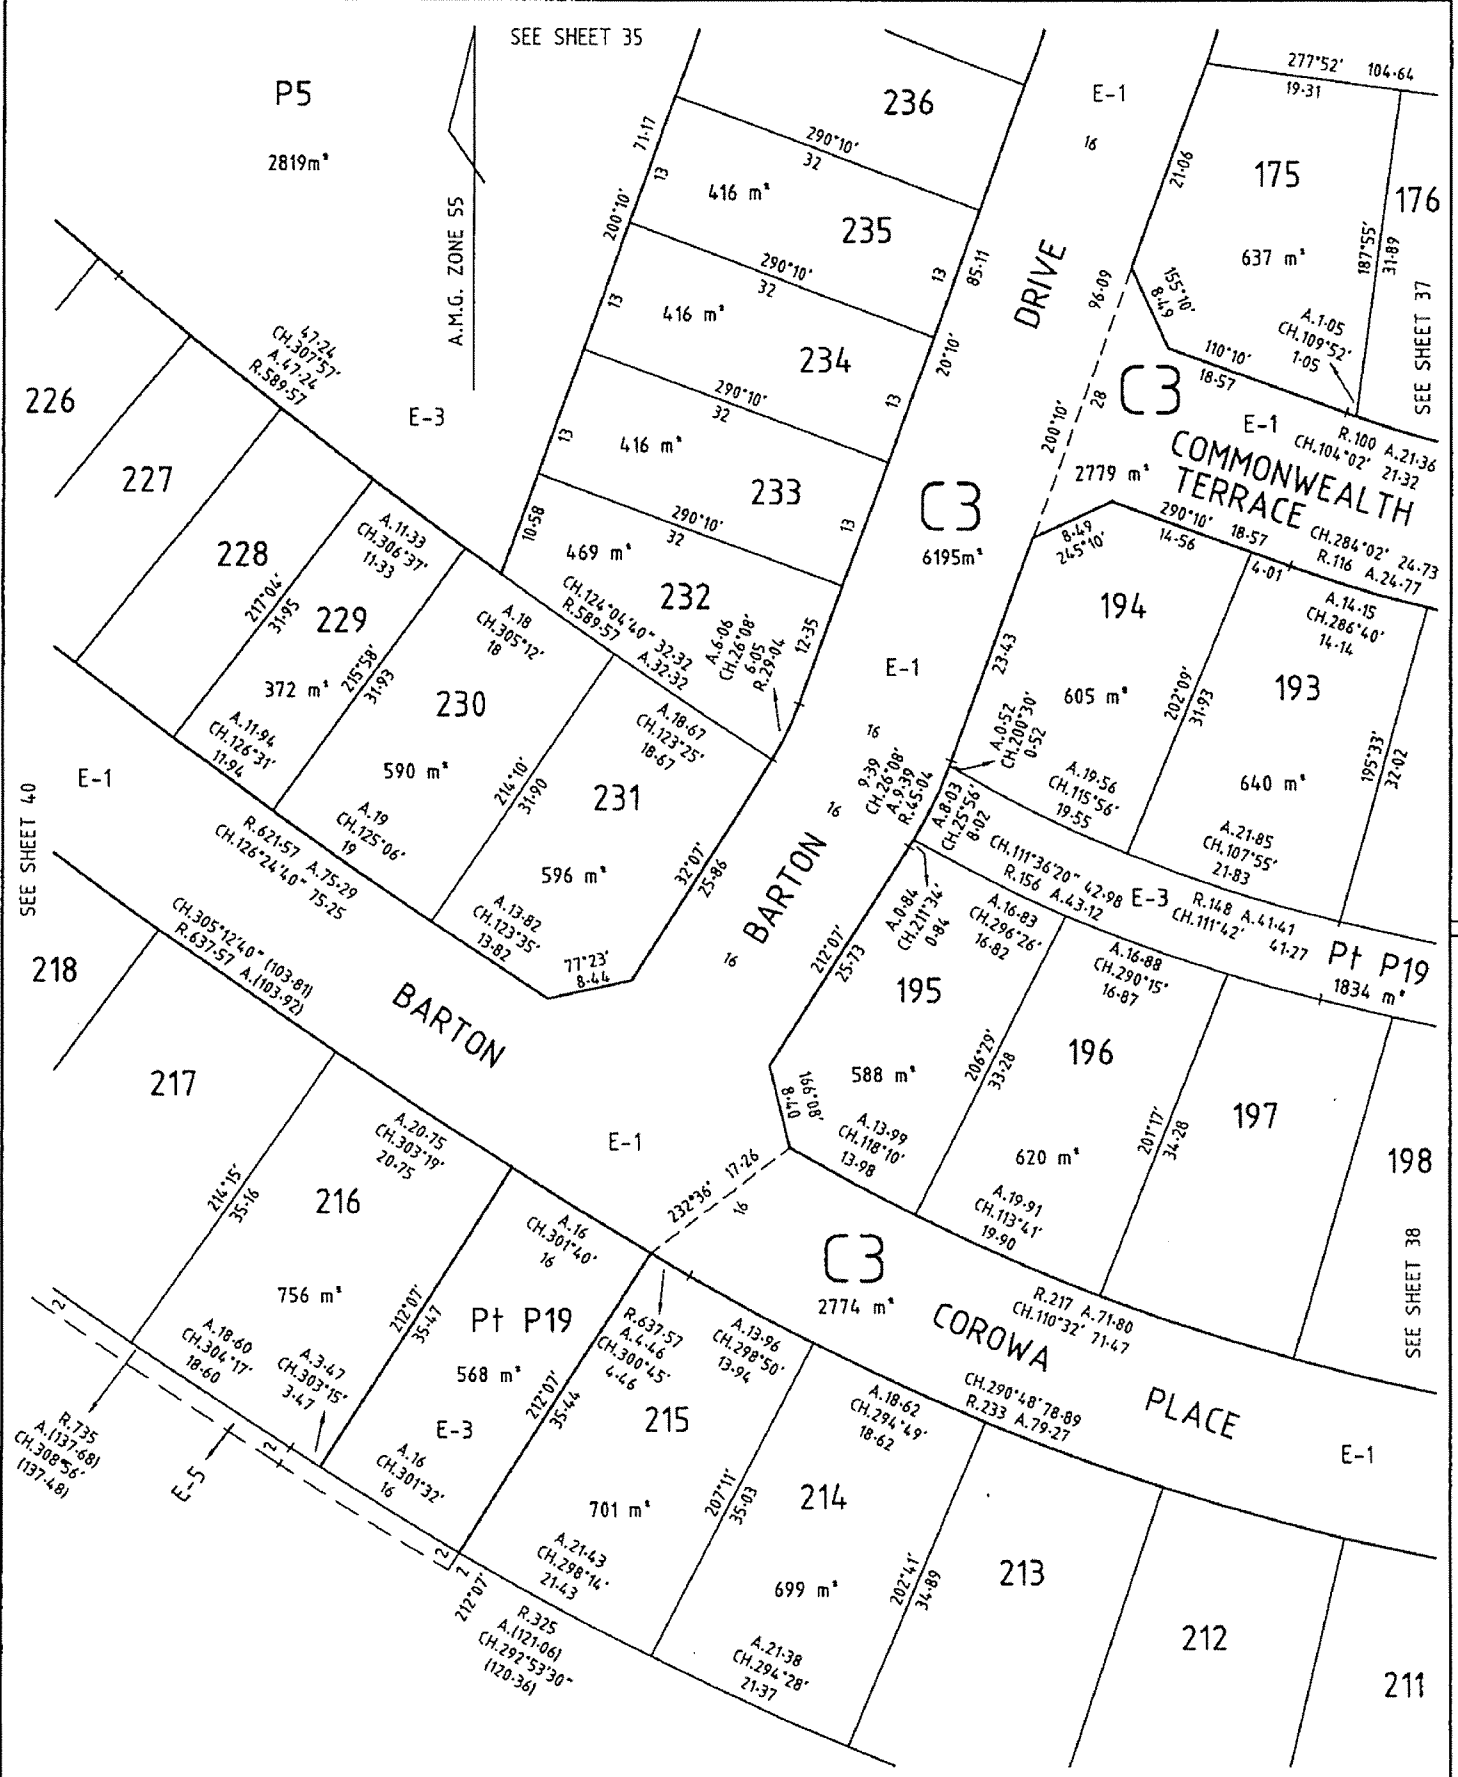 SEE SHEET 35
P5
2819m²
A.M.G. ZONE 55
71·17
200°10'
13
236
290°10'
32
416 m²
235
13
290°10'
32
416 m²
234
13
290°10'
32
416 m²
233
13
290°10'
32
10·58
469 m²
232
13
13
85·11
20°10'
12·35
E-1
16
DRIVE
96·09
200°10'
28
21·06
277°52' 104·64
19·31
175
176
637 m²
187°55'
31·89
155°10'
8·49
A.1·05
CH.109°52'
1·05
110°10'
18·57
SEE SHEET 37
C3
E-1
R.100 A.21·36
CH.104°02' 21·32
COMMONWEALTH
TERRACE
2779 m²
C3
6195m²
8·49
245°10'
290°10' 18·57
14·56
4·01
CH.284°02' 24·73
R.116 A.24·77
194
23·43
605 m²
A.14·15
CH.286°40'
14·14
193
202°09'
31·93
195°33'
32·02
640 m²
A.0·52
CH.200°30'
0·52
A.19·56
CH.115°56'
19·55
A.21·85
CH.107°55'
21·83
226
47·24
CH.307°57'
A.47·24
R.589·57
E-3
227
228
217°04'
31·95
A.11·33
CH.306°37'
11·33
229
215°58'
31·93
372 m²
A.11·94
CH.126°31'
11·94
A.18
CH.305°12'
18
230
590 m²
A.19
CH.125°06'
19
214°10'
31·90
CH.124°04'40" 32·32
R.589·57 A.32·32
A.6·06
CH.26°08'
6·05
R.29·04
A.18·67
CH.123°25'
18·67
231
596 m²
A.13·82
CH.123°35'
13·82
32°07'
25·86
77°23'
8·44
E-1
16
16
9·39
CH.26°08'
A.9·39
R.45·04
A.8·03
CH.25°56'
8·02
BARTON
16
SEE SHEET 40
E-1
R.621·57 A.75·29
CH.126°24'40" 75·25
CH.305°12'40" (103·81)
R.637·57 A.(103·92)
BARTON
CH.111°36'20" 42·98
R.156 A.43·12
E-3
R.148 A.41·41
CH.111°42' 41·27
Pt P19
1834 m²
212°07'
25·73
A.0·84
CH.211°34'
0·84
A.16·83
CH.296°26'
16·82
195
588 m²
166°08'
8·40
A.13·99
CH.118°10'
13·98
206°29'
33·28
A.16·88
CH.290°15'
16·87
196
620 m²
A.19·91
CH.113°41'
19·90
201°17'
34·28
197
198
218
217
214°15'
35·16
A.20·75
CH.303°19'
20·75
216
756 m²
A.18·60
CH.304°17'
18·60
A.3·47
CH.303°15'
3·47
212°07'
35·47
E-1
232°36' 17·26
16
A.16
CH.301°40'
16
Pt P19
568 m²
E-3
A.16
CH.301°32'
16
212°07'
35·44
C3
2774 m²
R.637·57
A.4·46
CH.300°45'
4·46
A.13·96
CH.298°50'
13·94
COROWA
PLACE
R.217 A.71·80
CH.110°32' 71·47
SEE SHEET 38
CH.290°48' 78·89
R.233 A.79·27
E-1
215
701 m²
A.21·43
CH.298°14'
21·43
207°11'
35·03
A.18·62
CH.294°49'
18·62
214
699 m²
A.21·38
CH.294°28'
21·37
202°41'
34·89
213
212
211
2
2
2
2
R.735
A.(137·68)
CH.308°56'
(137·48)
E-5
212°07'
R.325
A.(121·06)
CH.292°53'30"
(120·36)